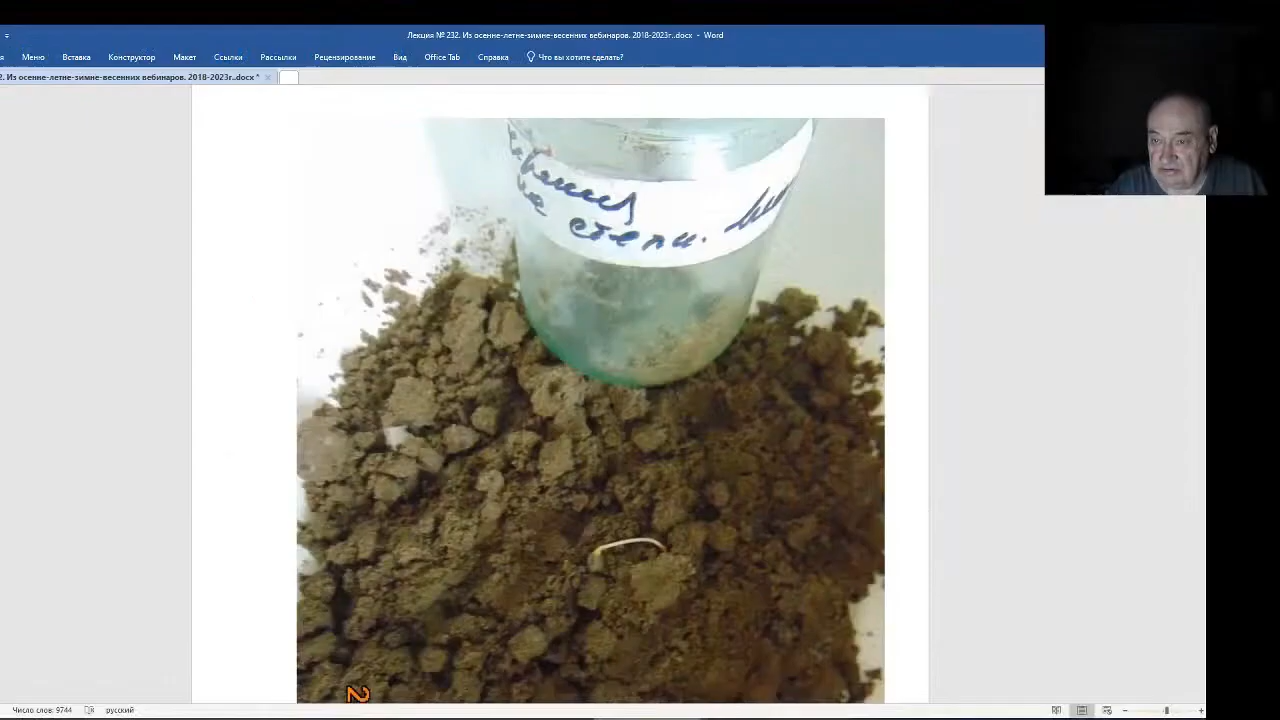 Лекция № 232. Из осенне-летне-зимне-весенних вебинаров. 2018-2023г..docx - Word
Меню Вставка Конструктор Макет Ссылки Рассылки Рецензирование Вид Office Tab Справка Что вы хотите сделать?
2. Из осенне-летне-зимне-весенних вебинаров. 2018-2023г..docx *
степи.
2
Число слов: 9744 русский